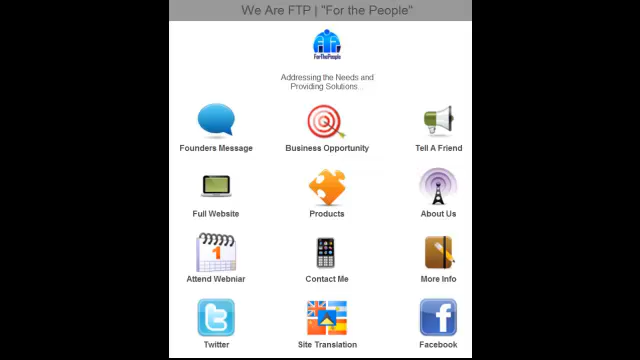 We Are FTP | "For the People"
FTP
ForThePeople
Addressing the Needs and
Providing Solutions...
Founders Message
Business Opportunity
Tell A Friend
Full Website
Products
About Us
1
Attend Webniar
Contact Me
More Info
Twitter
Site Translation
Facebook